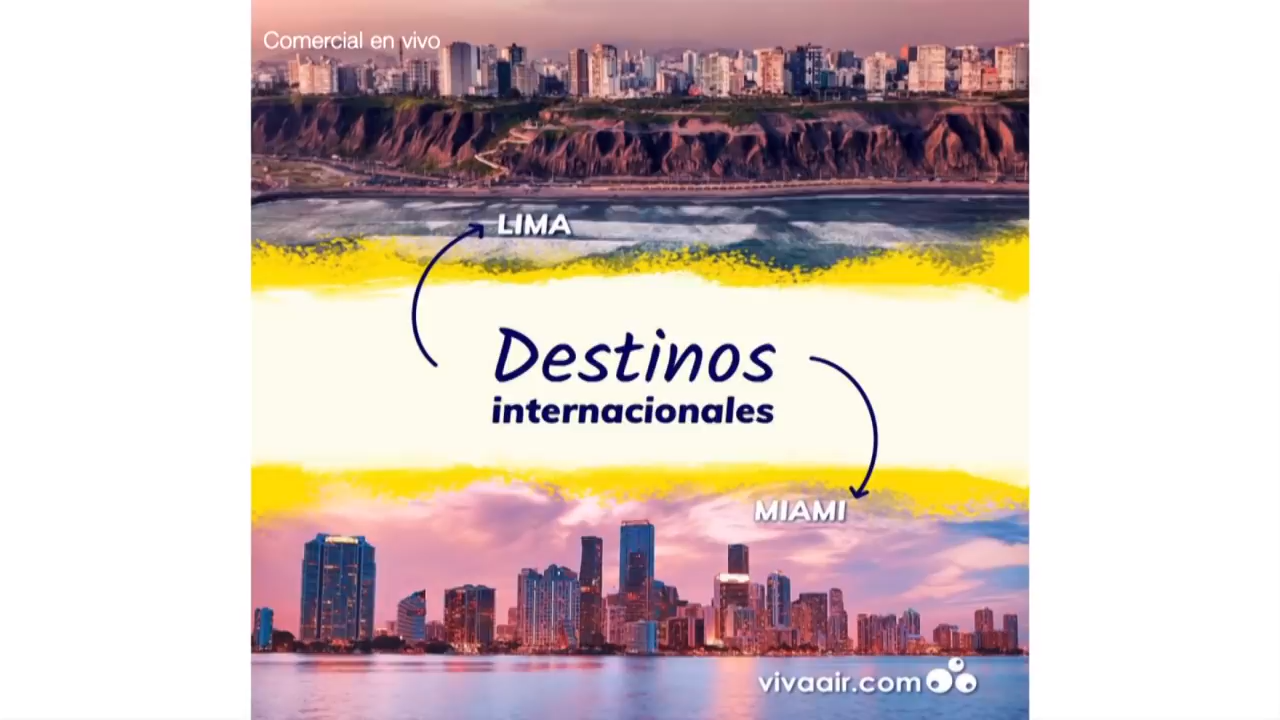 Comercial en vivo
LIMA
Destinos
internacionales
MIAMI
vivaair.com